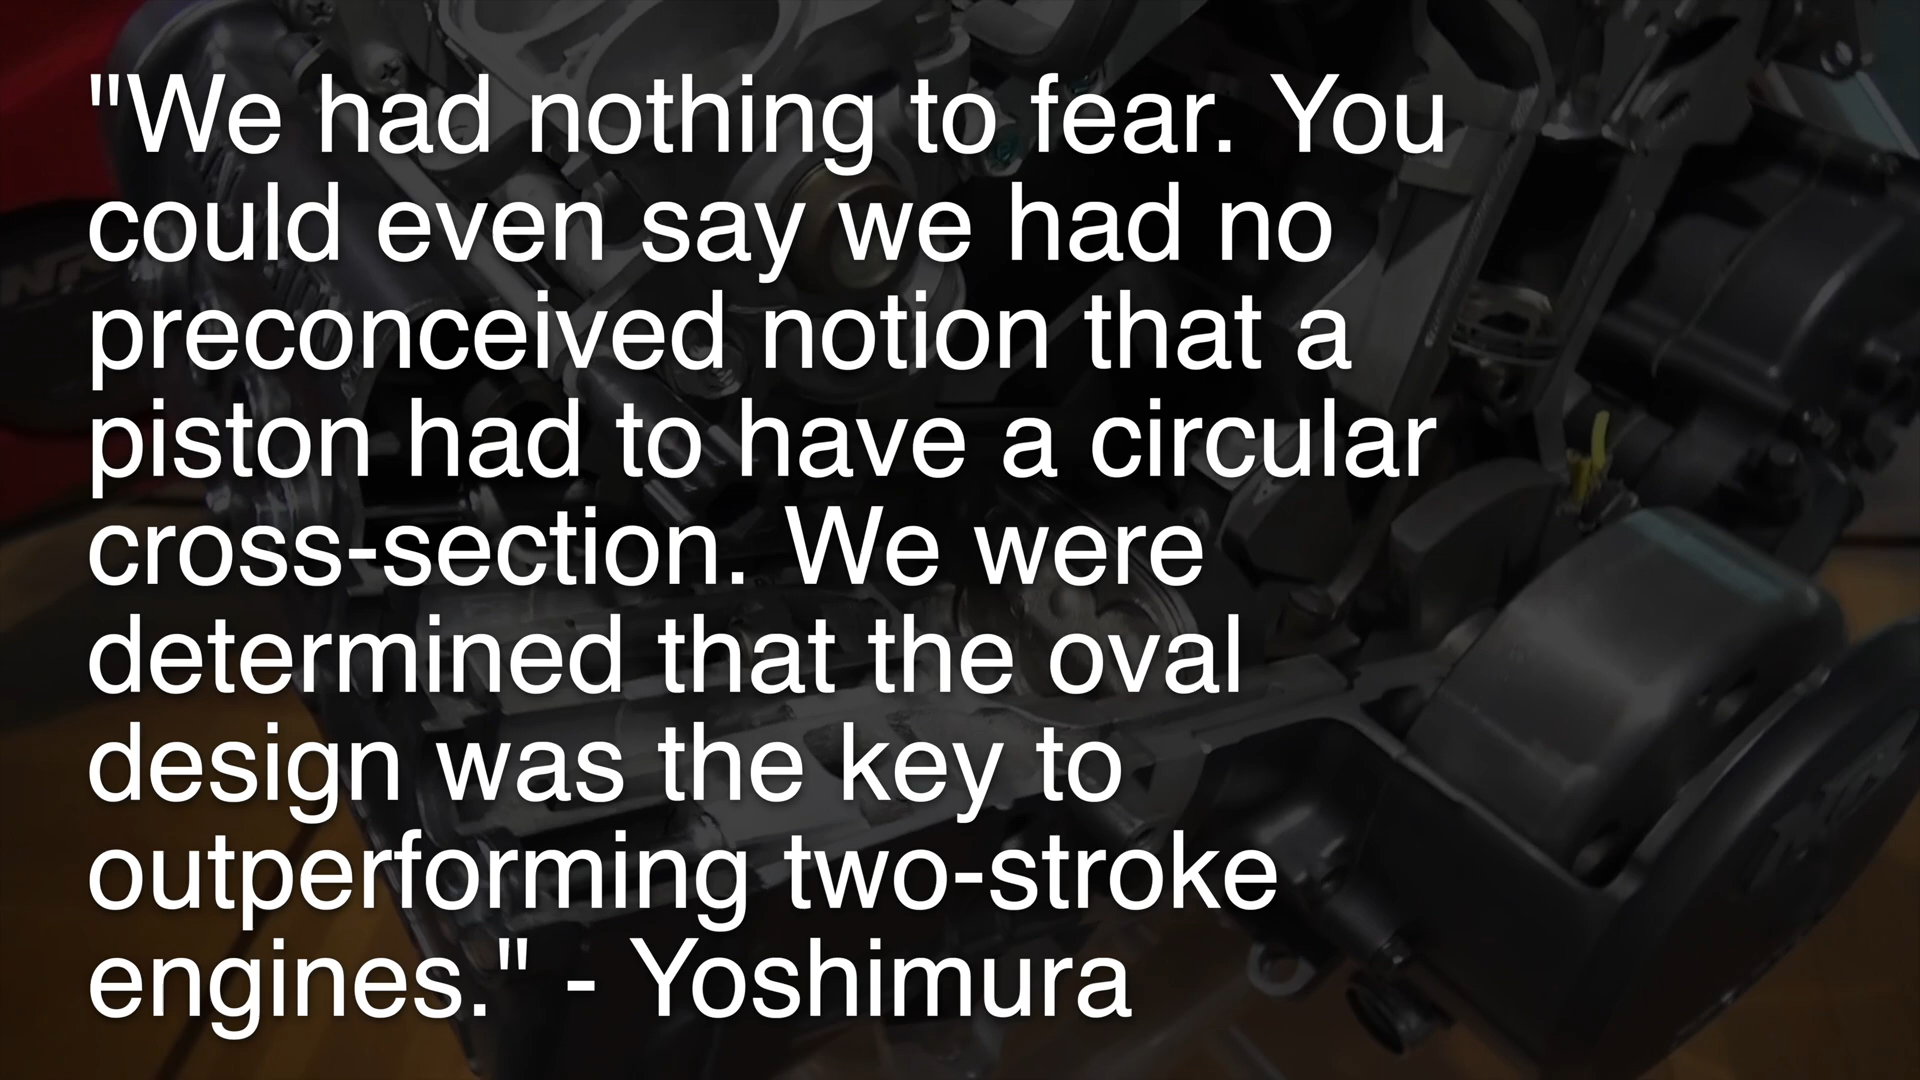 "We had nothing to fear. You
could even say we had no
preconceived notion that a
piston had to have a circular
cross-section. We were
determined that the oval
design was the key to
outperforming two-stroke
engines." - Yoshimura